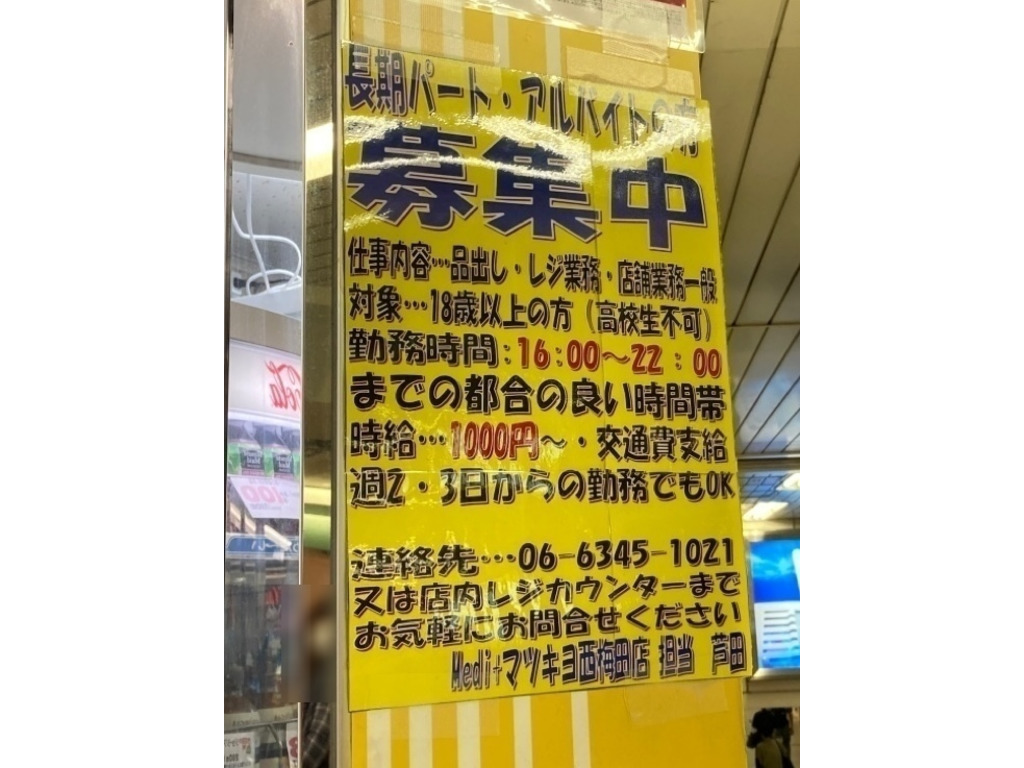 長期パート・アルバイトの方
募集中
仕事内容…品出し・レジ業務・店舗業務一般
対象…18歳以上の方(高校生不可)
勤務時間:16:00〜22:00
までの都合の良い時間帯
時給…1000円〜・交通費支給
週2・3日からの勤務でもOK
連絡先…06-6345-1021
又は店内レジカウンターまで
お気軽にお問合せください
Medi+マツキヨ西梅田店 担当 芦田